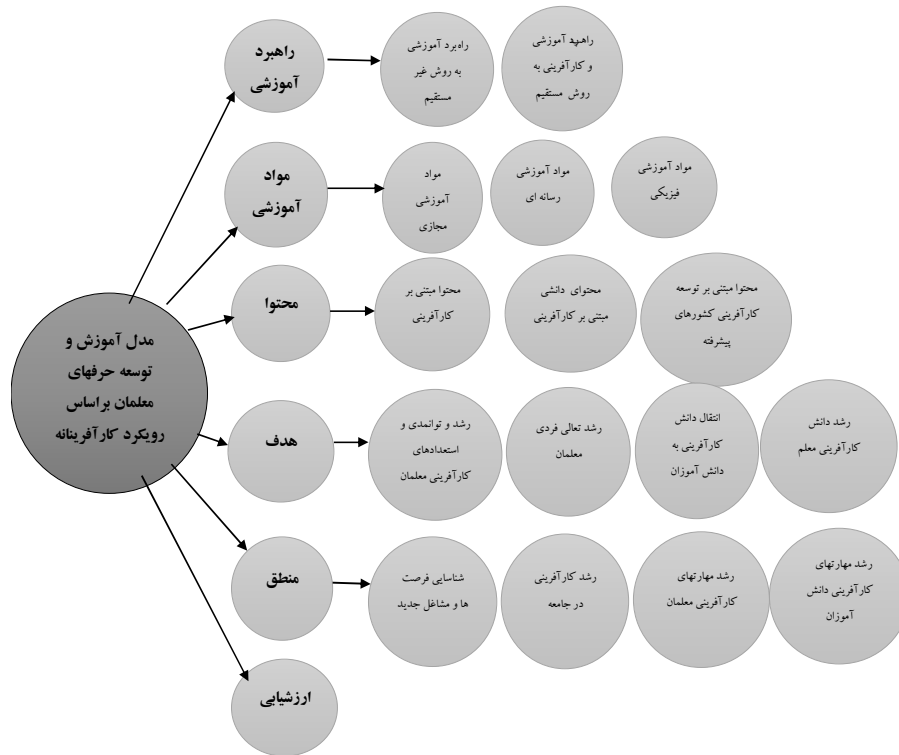 راهبرد
آموزشی
راه‌برد آموزشی
به روش غیر
مستقیم
راهبرد آموزشی
و کارآفرینی به
روش مستقیم
مواد
آموزشی
مواد
آموزشی
مجازی
مواد آموزشی
رسانه ای
مواد آموزشی
فیزیکی
محتوا
محتوا مبتنی بر
کارآفرینی
محتوای دانشی
مبتنی بر کارآفرینی
محتوا مبتنی بر توسعه
کارآفرینی کشورهای
پیشرفته
مدل آموزش و
توسعه حرفهای
معلمان براساس
رویکرد کارآفرینانه
هدف
رشد و توانمدی و
استعدادهای
کارآفرینی معلمان
رشد تعالی فردی
معلمان
انتقال دانش
کارآفرینی به
دانش آموزان
رشد دانش
کارآفرینی معلم
منطق
شناسایی فرصت
ها و مشاغل جدید
رشد کارآفرینی
در جامعه
رشد مهارتهای
کارآفرینی معلمان
رشد مهارتهای
کارآفرینی دانش
آموزان
ارزشیابی